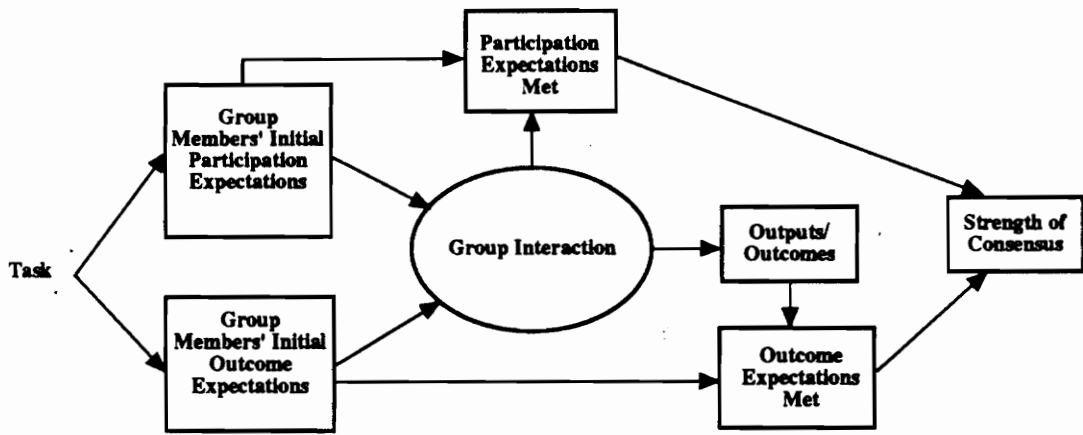 Participation
Expectations
Met
Group
Members' Initial
Participation
Expectations
Group Interaction
Outputs/
Outcomes
Strength of
Consensus
Task
Group
Members' Initial
Outcome
Expectations
Outcome
Expectations
Met